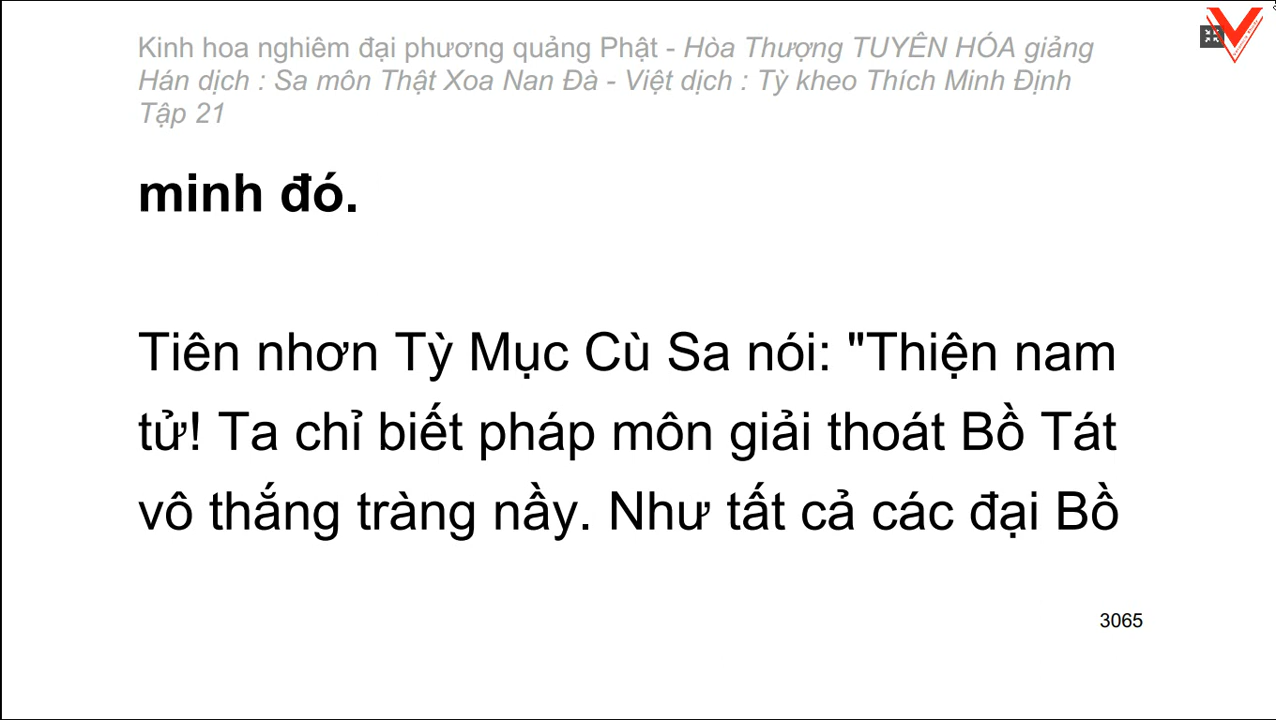 Kinh hoa nghiêm đại phương quảng Phật - Hòa Thượng TUYÊN HÓA giảng
Hán dịch : Sa môn Thật Xoa Nan Đà - Việt dịch : Tỳ kheo Thích Minh Định
Tập 21
minh đó.
Tiên nhơn Tỳ Mục Cù Sa nói: "Thiện nam
tử! Ta chỉ biết pháp môn giải thoát Bồ Tát
vô thắng tràng nầy. Như tất cả các đại Bồ
3065